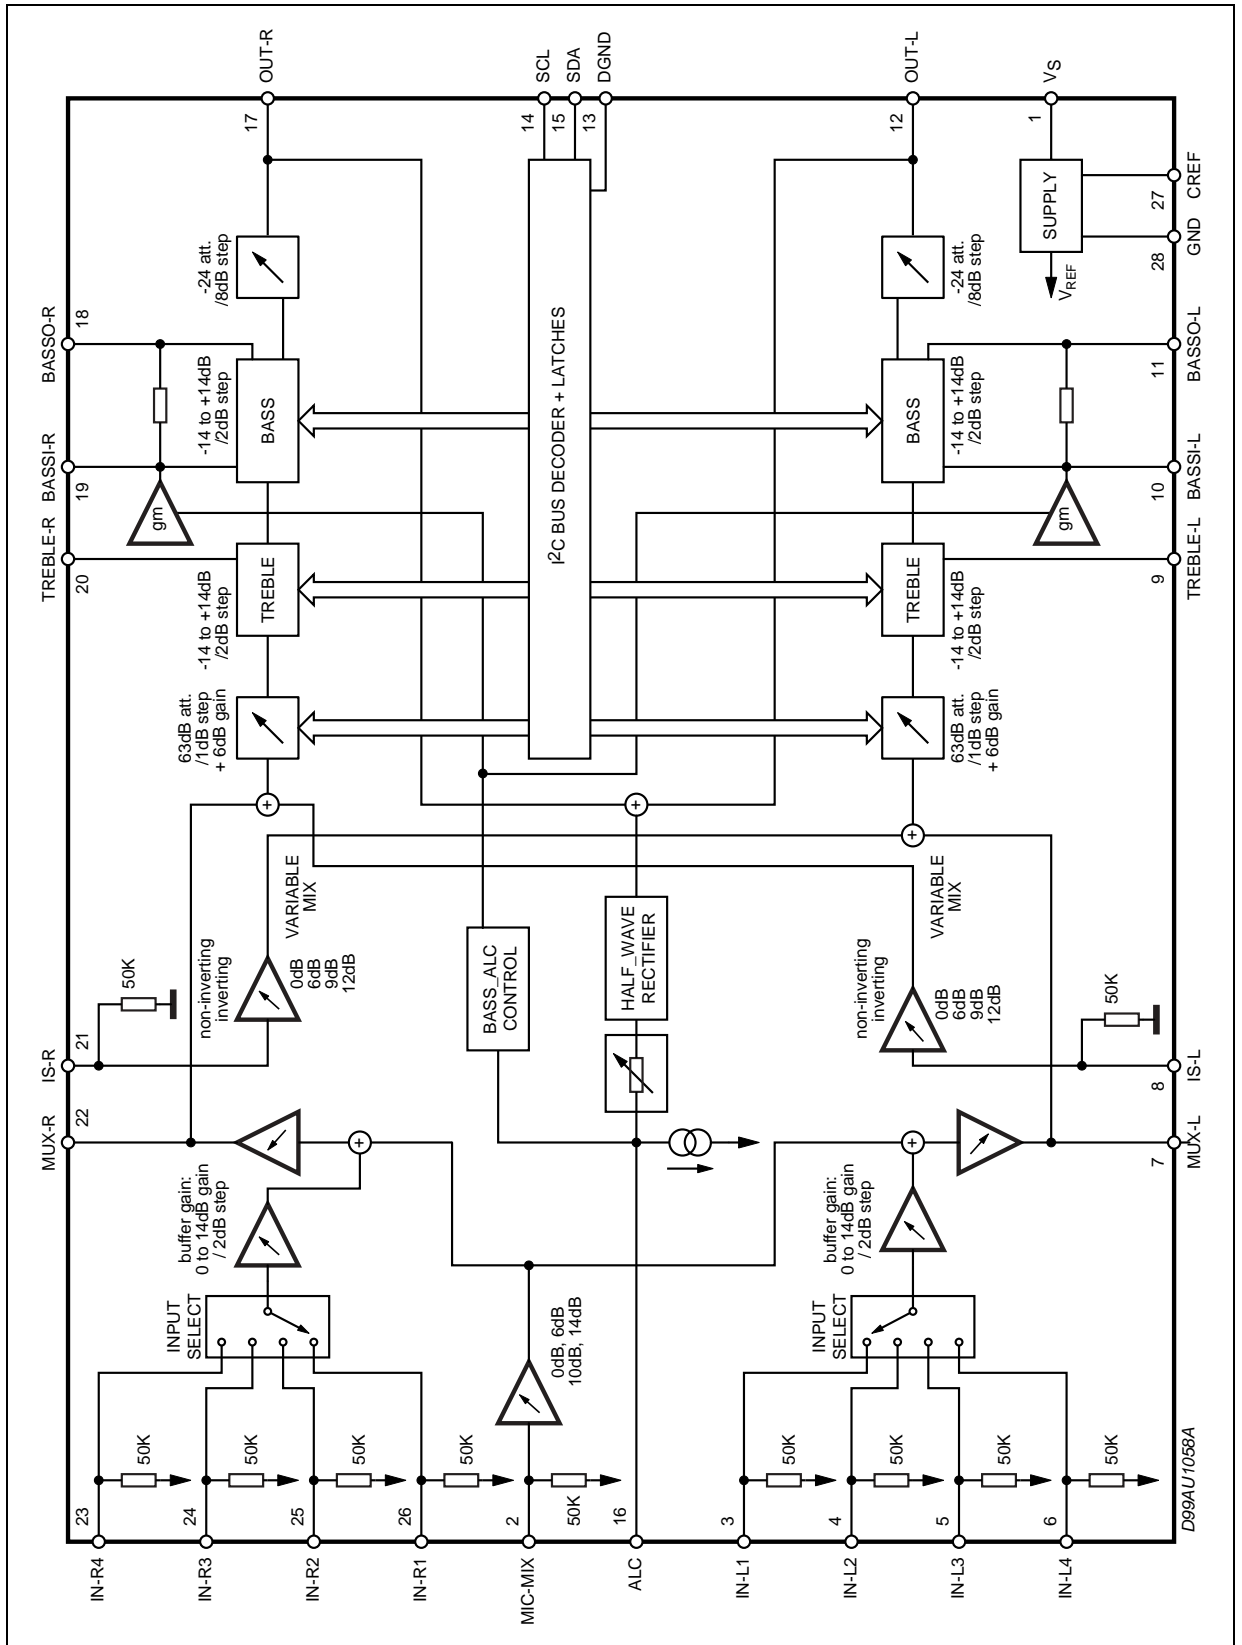 OUT-R
SCL
SDA
DGND
OUT-L
VS
17
14
15
13
12
1
BASSO-R
18
-24 att.
/8dB step
-24 att.
/8dB step
SUPPLY
VREF
27
CREF
28
GND
BASSI-R
19
-14 to +14dB
/2dB step
BASS
gm
I2C BUS DECODER + LATCHES
BASS
-14 to +14dB
/2dB step
gm
11
BASSO-L
10
BASSI-L
TREBLE-R
20
-14 to +14dB
/2dB step
TREBLE
TREBLE
-14 to +14dB
/2dB step
9
TREBLE-L
63dB att.
/1dB step
+ 6dB gain
63dB att.
/1dB step
+ 6dB gain
+
+
+
VARIABLE
MIX
VARIABLE
MIX
IS-R
21
50K
non-inverting
inverting
0dB
6dB
9dB
12dB
BASS_ALC
CONTROL
HALF_WAVE
RECTIFIER
non-inverting
inverting
0dB
6dB
9dB
12dB
50K
8
IS-L
MUX-R
22
+
+
7
MUX-L
buffer gain:
0 to 14dB gain
/ 2dB step
buffer gain:
0 to 14dB gain
/ 2dB step
INPUT
SELECT
0dB, 6dB
10dB, 14dB
INPUT
SELECT
50K
50K
50K
50K
50K
50K
50K
50K
50K
23
24
25
26
2
16
3
4
5
6
IN-R4
IN-R3
IN-R2
IN-R1
MIC-MIX
ALC
IN-L1
IN-L2
IN-L3
IN-L4
D99AU1058A